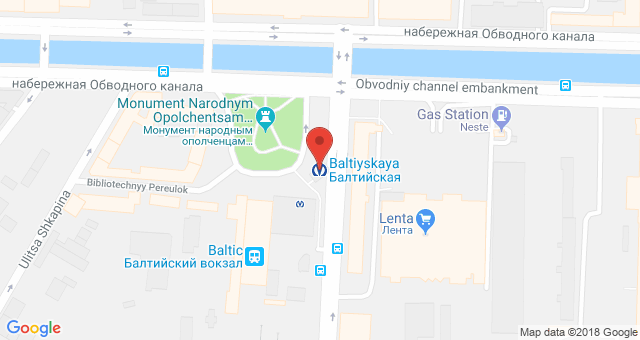 набережная Обводного канала
набережная Обводного канала
Obvodniy channel embankment
Monument Narodnym
Opolchentsam...
Монумент народным
ополченцам...
Gas Station
Neste
Baltiyskaya
Балтийская
Bibliotechnyy Pereulok
Ulitsa Shkapina
Lenta
Лента
Baltic
Балтийский вокзал
Google
Map data ©2018 Google